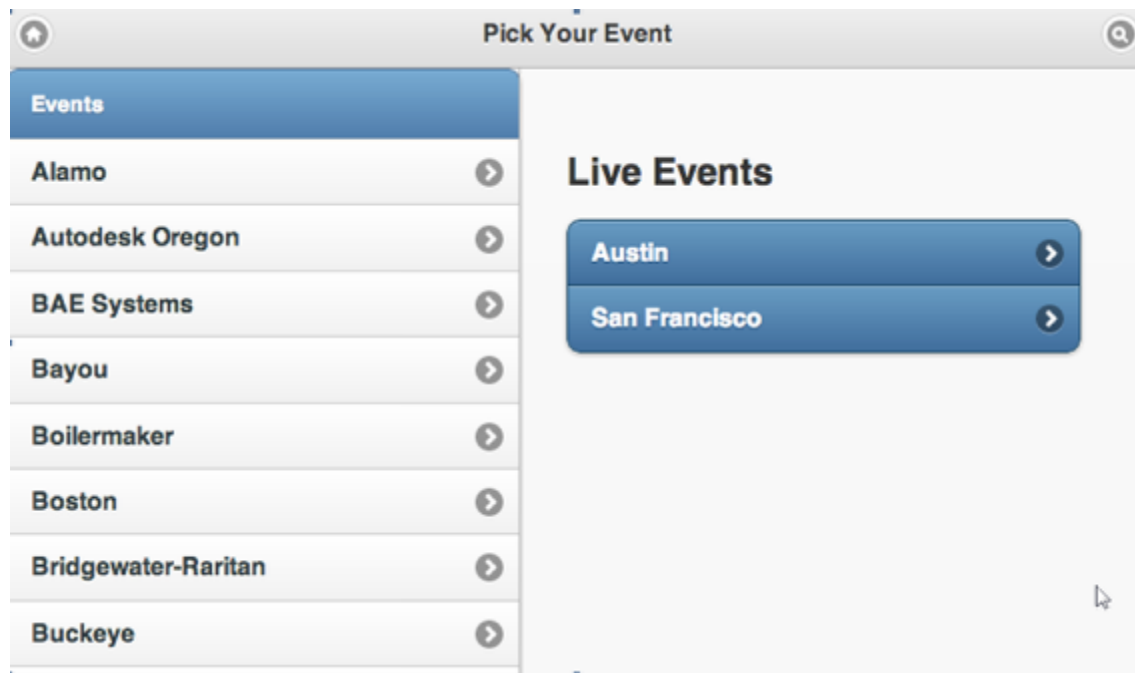 Pick Your Event
Events
Alamo
Autodesk Oregon
BAE Systems
Bayou
Boilermaker
Boston
Bridgewater-Raritan
Buckeye
Live Events
Austin
San Francisco